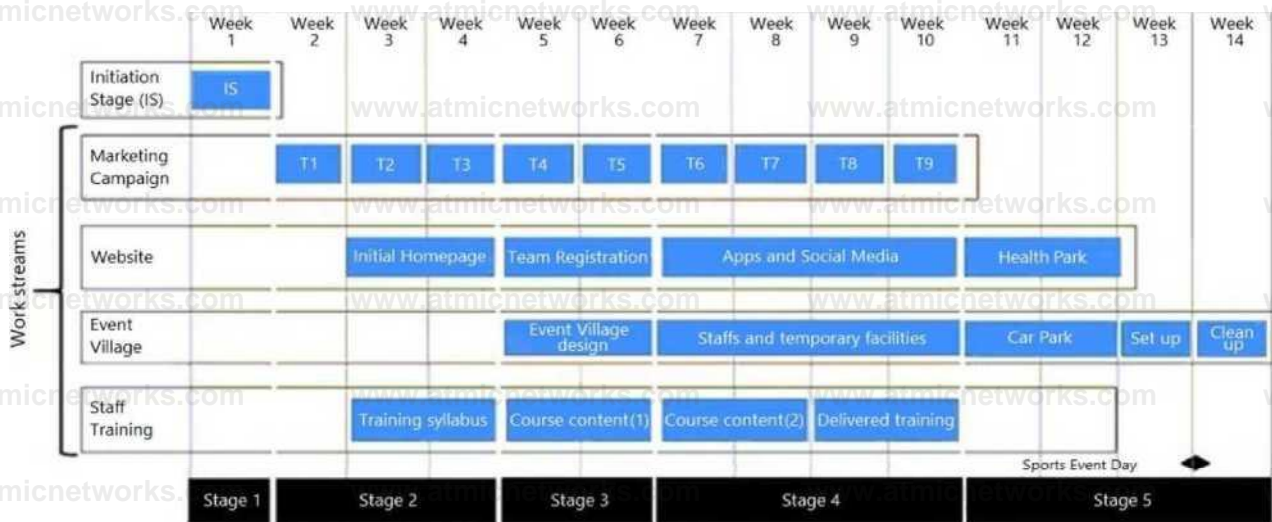 Week 1
Week 2
Week 3
Week 4
Week 5
Week 6
Week 7
Week 8
Week 9
Week 10
Week 11
Week 12
Week 13
Week 14
Initiation
Stage (IS)
IS
www.atmicnetworks.com
www.atmicnetworks.com
Work streams
Marketing
Campaign
T1
T2
T3
T4
T5
T6
T7
T8
T9
Website
Initial Homepage
Team Registration
Apps and Social Media
Health Park
Event
Village
Event Village
design
Staffs and temporary facilities
Car Park
Set up
Clean
up
Staff
Training
Training syllabus
Course content(1)
Course content(2)
Delivered training
Sports Event Day
Stage 1
Stage 2
Stage 3
Stage 4
Stage 5